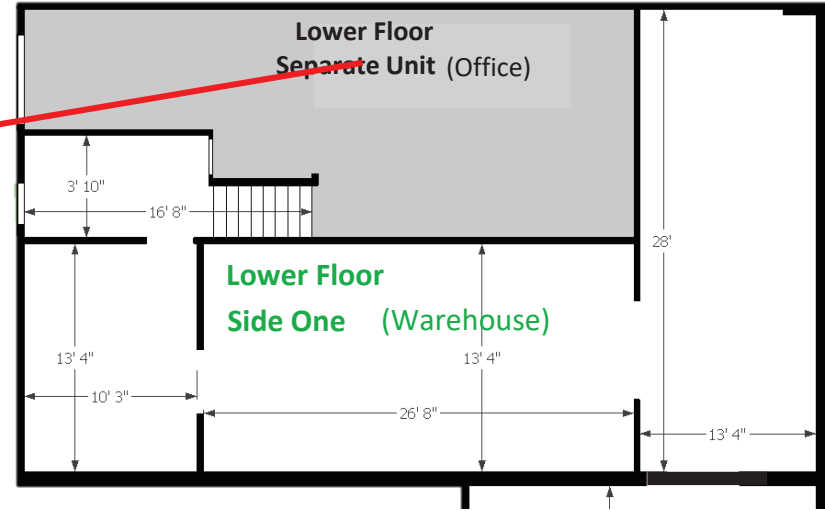 Lower Floor
Separate Unit (Office)
3' 10"
16' 8"
28'
Lower Floor
Side One (Warehouse)
13' 4"
13' 4"
10' 3"
26' 8"
13' 4"